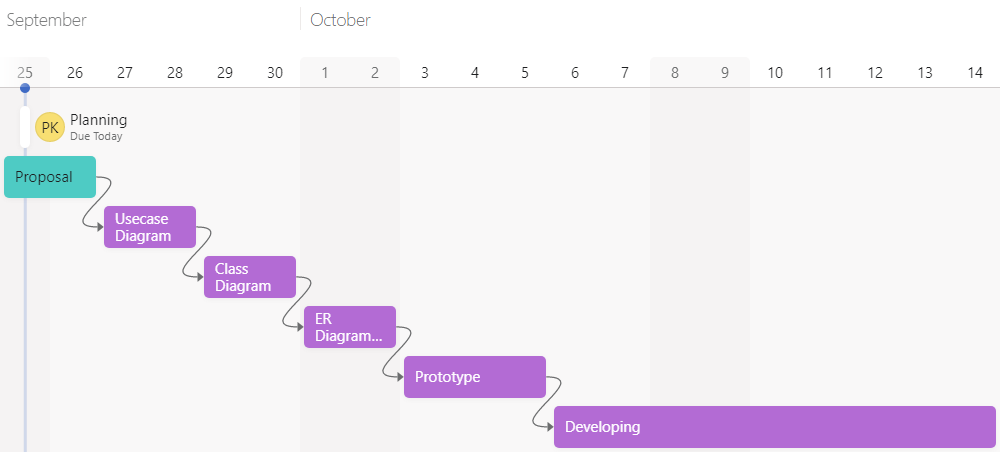 September October
25 26 27 28 29 30 1 2 3 4 5 6 7 8 9 10 11 12 13 14
PK Planning
Due Today
Proposal
Usecase
Diagram
Class
Diagram
ER
Diagram...
Prototype
Developing